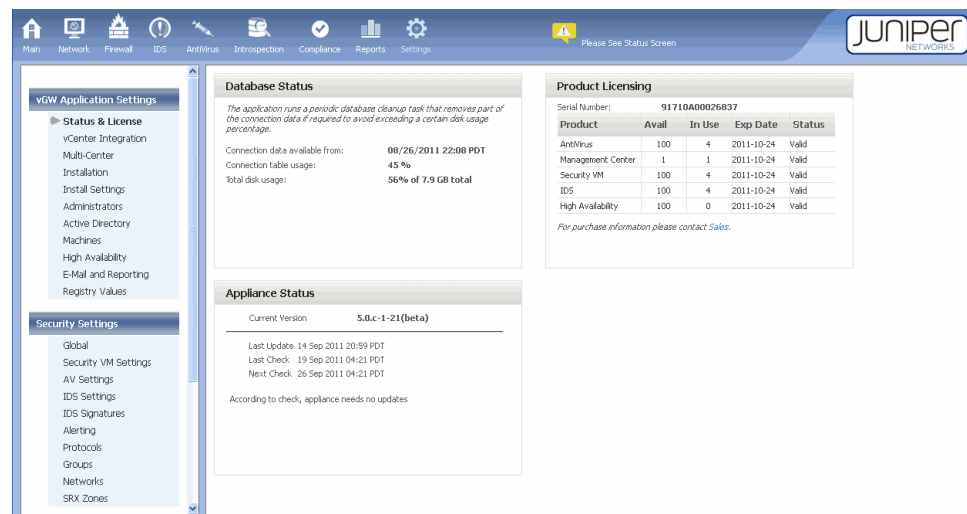 Main Network Firewall IDS AntiVirus Introspection Compliance Reports Settings
Please See Status Screen
JUNIPER
NETWORKS
vGW Application Settings
Status & License
vCenter Integration
Multi-Center
Installation
Install Settings
Administrators
Active Directory
Machines
High Availability
E-Mail and Reporting
Registry Values
Security Settings
Global
Security VM Settings
AV Settings
IDS Settings
IDS Signatures
Alerting
Protocols
Groups
Networks
SRX Zones
Database Status
The application runs a periodic database cleanup task that removes part of
the connection data if required to avoid exceeding a certain disk usage
percentage.
Connection data available from: 08/26/2011 22:08 PDT
Connection table usage: 45 %
Total disk usage: 56% of 7.9 GB total
Appliance Status
Current Version 5.0.c-1-21(beta)
Last Update 14 Sep 2011 20:59 PDT
Last Check 19 Sep 2011 04:21 PDT
Next Check 26 Sep 2011 04:21 PDT
According to check, appliance needs no updates
Product Licensing
Serial Number: 91710A00026837
Product Avail In Use Exp Date Status
AntiVirus 100 4 2011-10-24 Valid
Management Center 1 1 2011-10-24 Valid
Security VM 100 4 2011-10-24 Valid
IDS 100 4 2011-10-24 Valid
High Availability 100 0 2011-10-24 Valid
For purchase information please contact Sales.